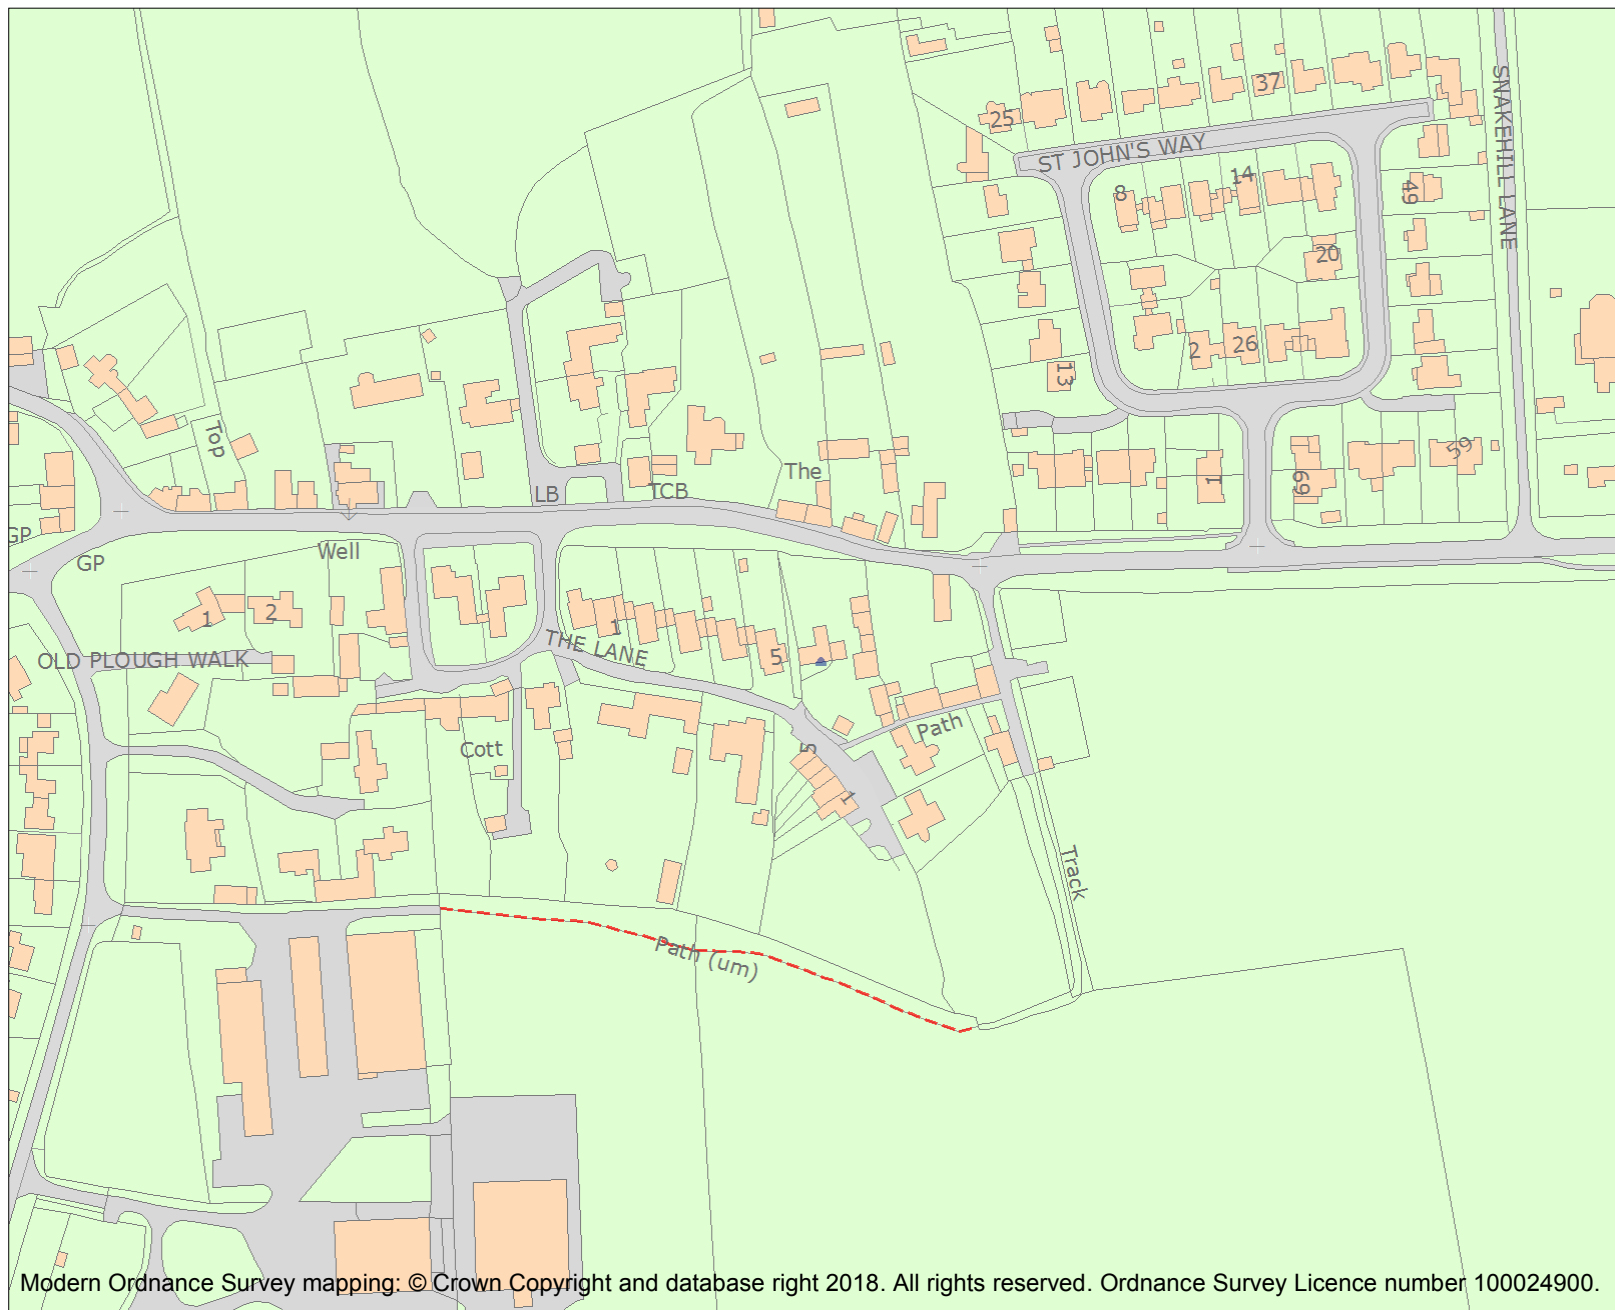 SNAKEHILL LANE
37
25
ST JOHN'S WAY
14
8
49
20
26
2
13
Top
59
The
69
1
LB
TCB
GP
Well
GP
1
2
1
THE LANE
5
OLD PLOUGH WALK
Path
Cott
5
1
Track
Path (um)
Modern Ordnance Survey mapping: © Crown Copyright and database right 2018. All rights reserved. Ordnance Survey Licence number 100024900.